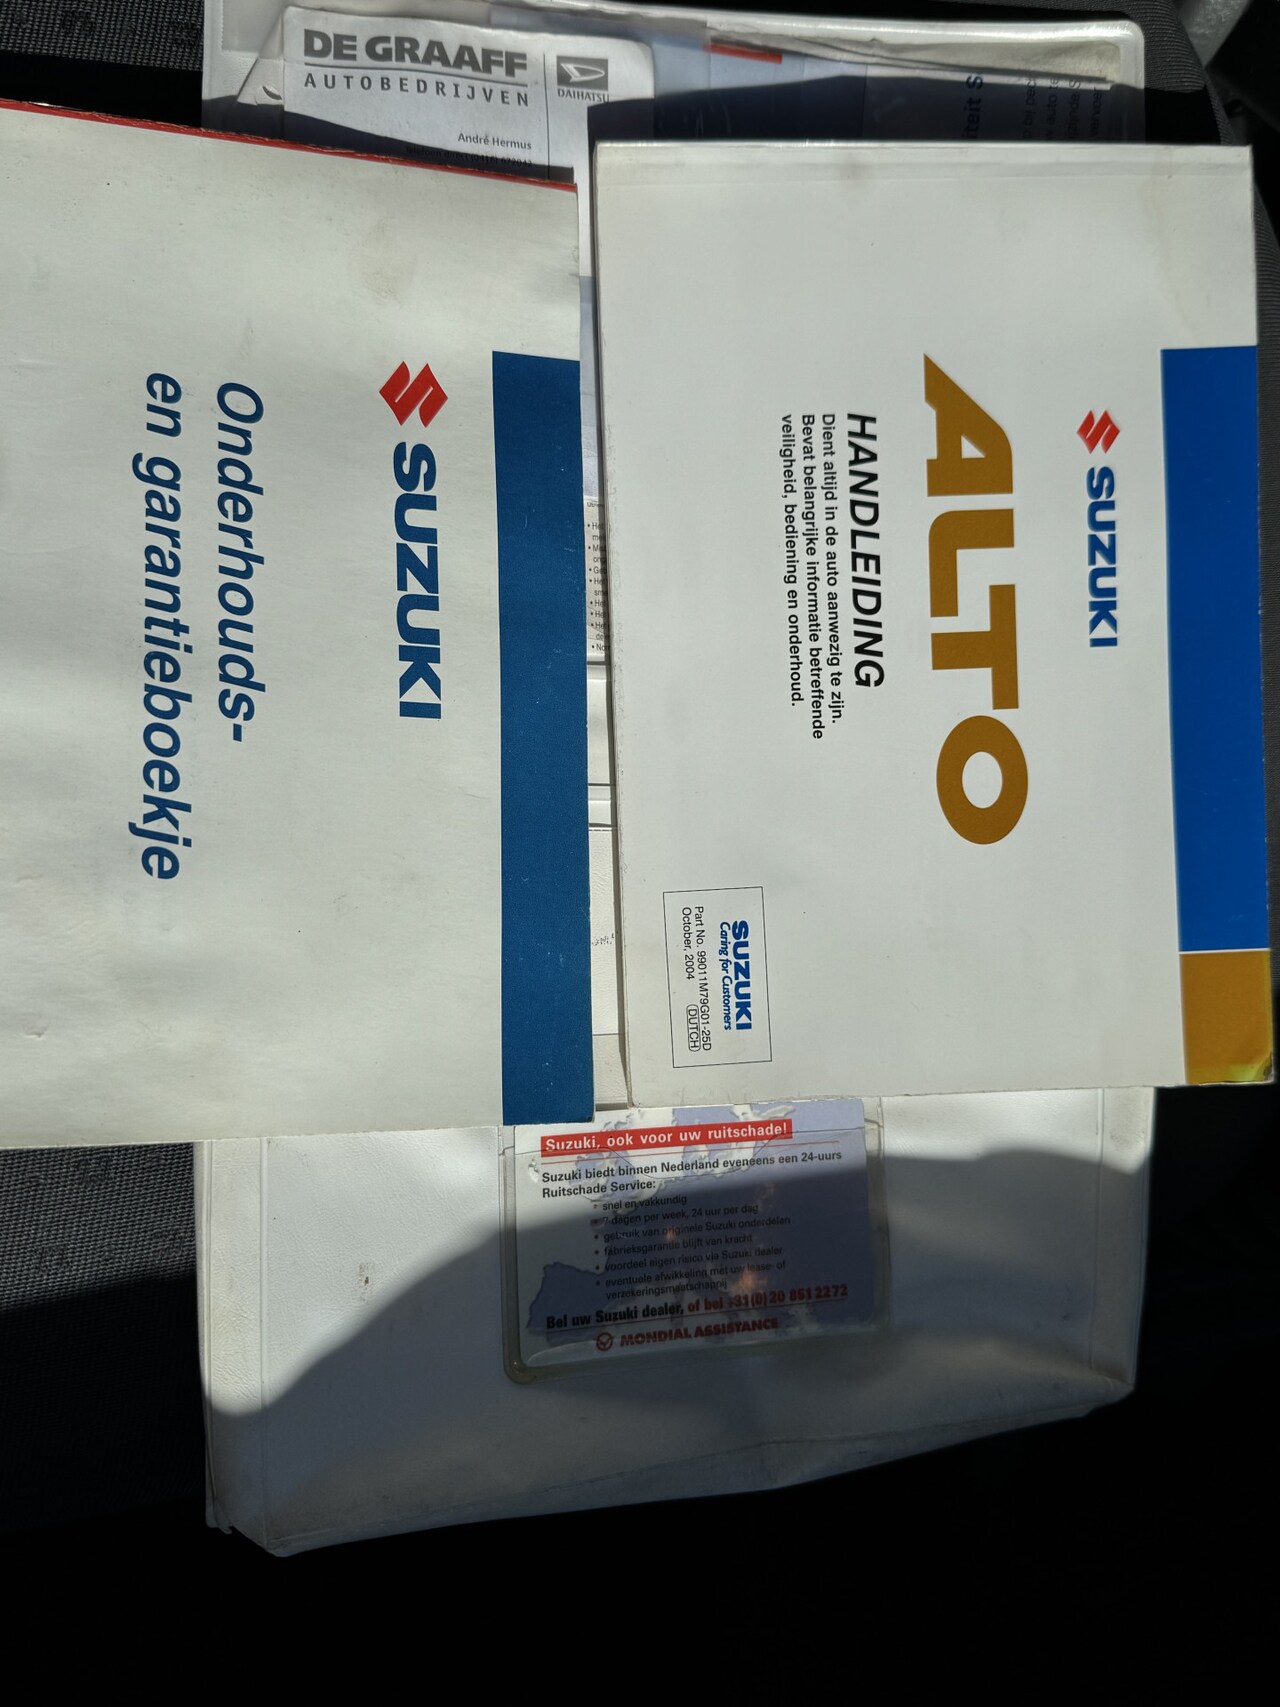 DE GRAAFF
AUTOBEDRIJVEN
DAIHATSU
André Hermus
SUZUKI
Onderhouds-
en garantieboekje
SUZUKI
ALTO
HANDLEIDING
Dient altijd in de auto aanwezig te zijn.
Bevat belangrijke informatie betreffende
veiligheid, bediening en onderhoud.
SUZUKI
Caring for Customers
Part No. 99011M79G01-25D
October, 2004 DUTCH
Suzuki, ook voor uw ruitschade!
Suzuki biedt binnen Nederland eveneens een 24-uurs
Ruitschade Service:
• snel en vakkundig
• 7 dagen per week, 24 uur per dag
• gebruik van originele Suzuki onderdelen
• fabrieksgarantie blijft van kracht
• voordeel eigen risico via Suzuki dealer
• eventuele afwikkeling met uw lease- of
verzekeringsmaatschappij
Bel uw Suzuki dealer, of bel +31(0)20 851 2272
MONDIAL ASSISTANCE